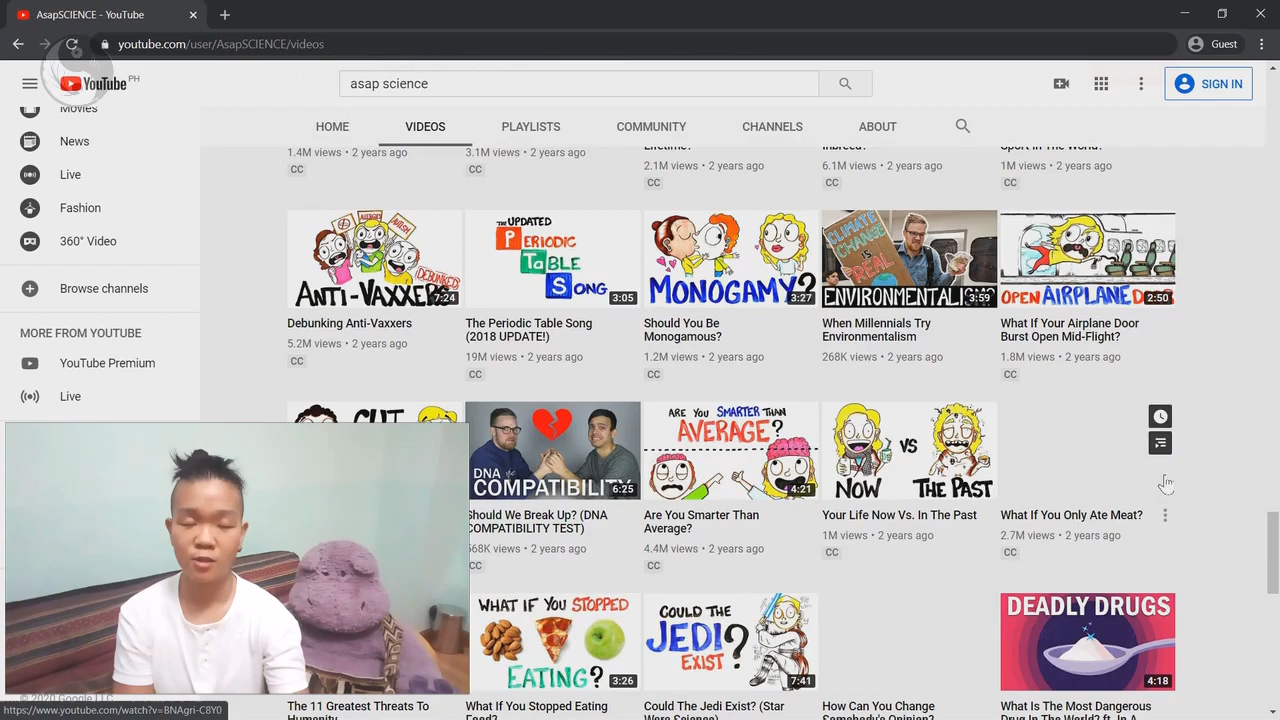 AsapSCIENCE - YouTube
youtube.com/user/AsapSCIENCE/videos
Guest
YouTube PH
asap science
SIGN IN
HOME
VIDEOS
PLAYLISTS
COMMUNITY
CHANNELS
ABOUT
Movies
News
Live
Fashion
360° Video
Browse channels
MORE FROM YOUTUBE
YouTube Premium
Live
1.4M views • 2 years ago
CC
3.1M views • 2 years ago
CC
Lifetime?
2.1M views • 2 years ago
CC
Inbreed?
6.1M views • 2 years ago
CC
Sport In The World?
1M views • 2 years ago
CC
DEBUNKED
ANTI-VAXXERS
7:24
Debunking Anti-Vaxxers
5.2M views • 2 years ago
CC
THE UPDATED
PERIODIC
TABLE
SONG
3:05
The Periodic Table Song
(2018 UPDATE!)
19M views • 2 years ago
CC
MONOGAMY?
3:27
Should You Be
Monogamous?
1.2M views • 2 years ago
CLIMATE
CHANGE
IS
REAL
ENVIRONMENTALISM
3:59
When Millennials Try
Environmentalism
268K views • 2 years ago
OPEN AIRPLANE
2:50
What If Your Airplane Door
Burst Open Mid-Flight?
1.8M views • 2 years ago
CC
CUT
DNA
COMPATIBILITY
6:25
Should We Break Up? (DNA
COMPATIBILITY TEST)
568K views • 2 years ago
CC
ARE YOU SMARTER THAN
AVERAGE?
4:21
Are You Smarter Than
Average?
4.4M views • 2 years ago
CC
VS
NOW
THE PAST
Your Life Now Vs. In The Past
1M views • 2 years ago
CC
What If You Only Ate Meat?
2.7M views • 2 years ago
CC
The 11 Greatest Threats To
Humanity
WHAT IF YOU STOPPED
EATING?
3:26
What If You Stopped Eating
Food?
COULD THE
JEDI?
EXIST
7:41
Could The Jedi Exist? (Star
Wars Science)
How Can You Change
Somebody's Opinion?
DEADLY DRUGS
4:18
What Is The Most Dangerous
Drug In The World? ft. In A
© 2020 Google LLC
https://www.youtube.com/watch?v=BNAgri-C8Y0